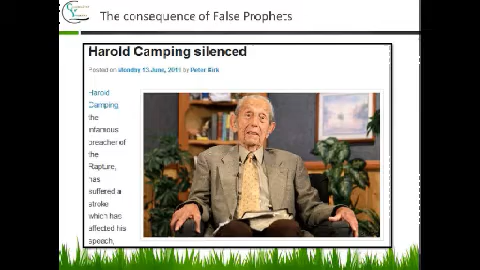 The consequence of False Prophets
Harold Camping silenced
Posted on Monday 13 June, 2011 by Peter Kirk
Harold
Camping,
the
infamous
preacher of
the
Rapture,
has
suffered a
stroke
which has
affected his
speech,